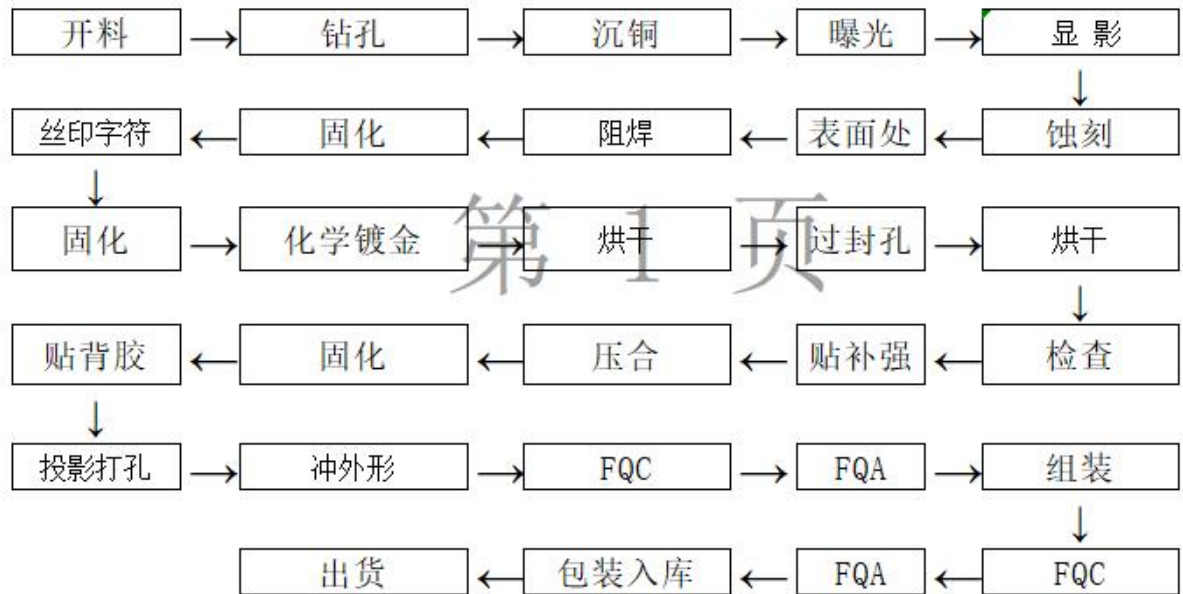 开料 → 钻孔 → 沉铜 → 曝光 → 显 影
丝印字符 ← 固化 ← 阻焊 ← 表面处 ← 蚀刻
固化 → 化学镀金 → 烘干 → 过封孔 → 烘干
第 1 页
贴背胶 ← 固化 ← 压合 ← 贴补强 ← 检查
投影打孔 → 冲外形 → FQC → FQA → 组装
出货 ← 包装入库 ← FQA ← FQC